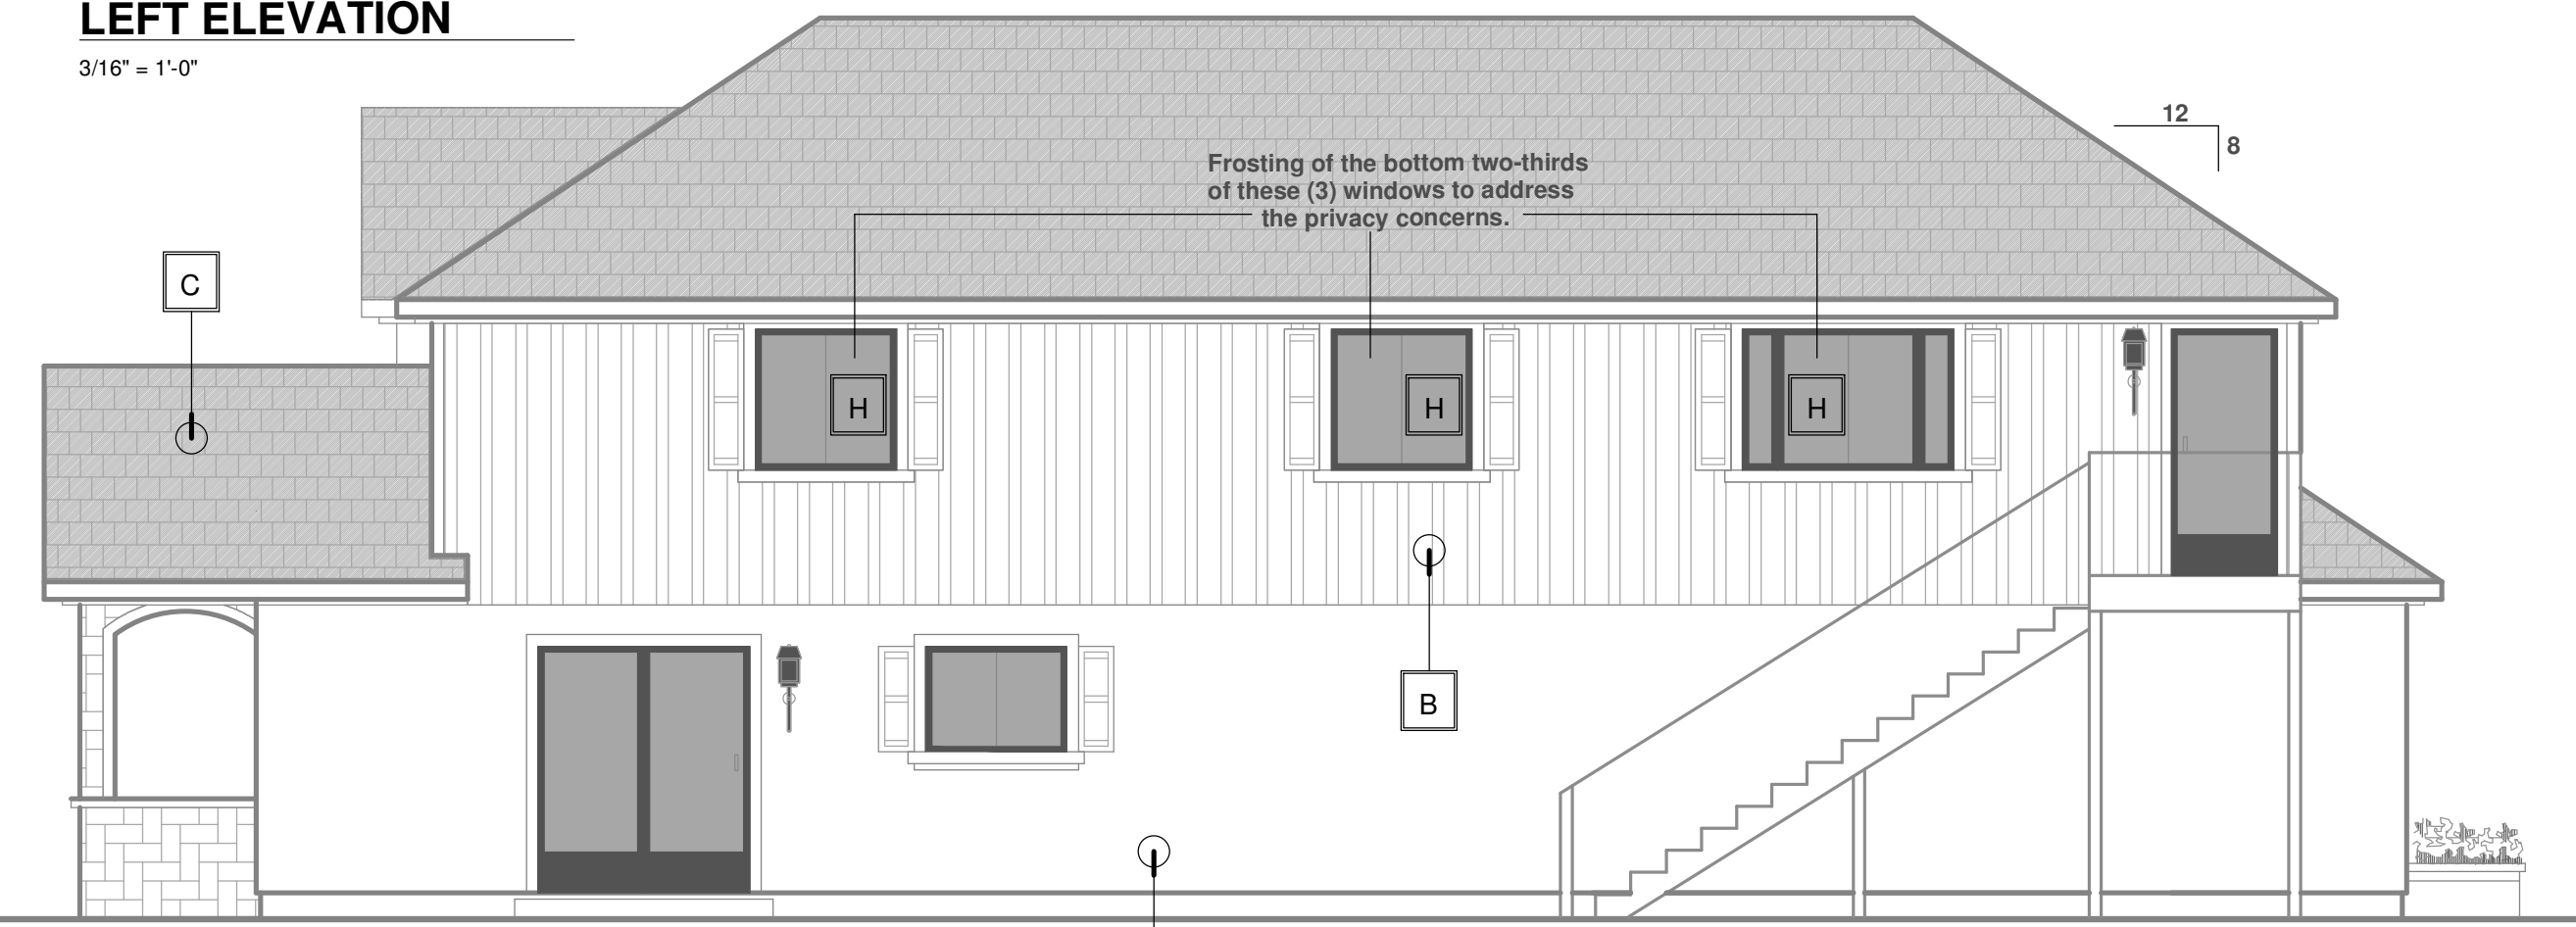 LEFT ELEVATION
3/16" = 1'-0"
12
8
Frosting of the bottom two-thirds
of these (3) windows to address
the privacy concerns.
C
H
H
H
B